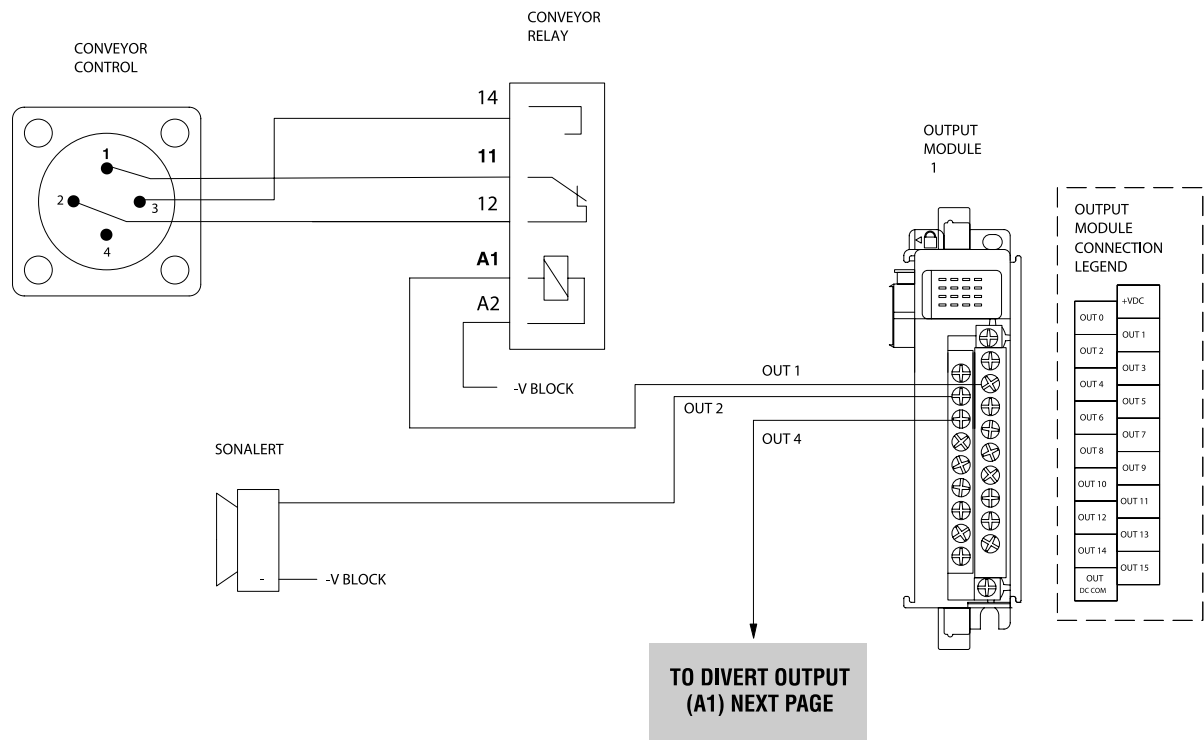 CONVEYOR
CONTROL
1
2
3
4
CONVEYOR
RELAY
14
11
12
A1
A2
-V BLOCK
OUT 1
OUT 2
OUT 4
SONALERT
-
-V BLOCK
TO DIVERT OUTPUT
(A1) NEXT PAGE
OUTPUT
MODULE
1
OUTPUT
MODULE
CONNECTION
LEGEND
+VDC
OUT 0
OUT 1
OUT 2
OUT 3
OUT 4
OUT 5
OUT 6
OUT 7
OUT 8
OUT 9
OUT 10
OUT 11
OUT 12
OUT 13
OUT 14
OUT 15
OUT
DC COM